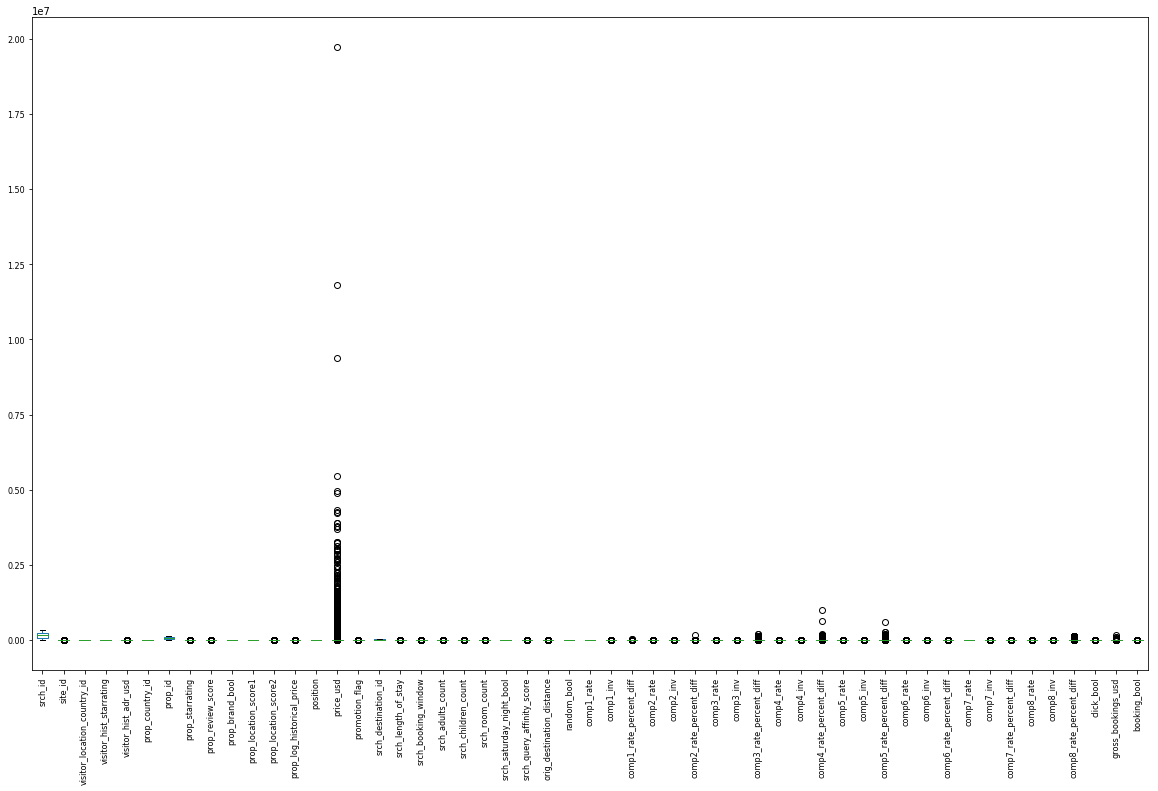 1e7
2.00
1.75
1.50
1.25
1.00
0.75
0.50
0.25
0.00
srch_id
site_id
visitor_location_country_id
visitor_hist_starrating
visitor_hist_adr_usd
prop_country_id
prop_id
prop_starrating
prop_review_score
prop_brand_bool
prop_location_score1
prop_location_score2
prop_log_historical_price
position
price_usd
promotion_flag
srch_destination_id
srch_length_of_stay
srch_booking_window
srch_adults_count
srch_children_count
srch_room_count
srch_saturday_night_bool
srch_query_affinity_score
orig_destination_distance
random_bool
comp1_rate
comp1_inv
comp1_rate_percent_diff
comp2_rate
comp2_inv
comp2_rate_percent_diff
comp3_rate
comp3_inv
comp3_rate_percent_diff
comp4_rate
comp4_inv
comp4_rate_percent_diff
comp5_rate
comp5_inv
comp5_rate_percent_diff
comp6_rate
comp6_inv
comp6_rate_percent_diff
comp7_rate
comp7_inv
comp7_rate_percent_diff
comp8_rate
comp8_inv
comp8_rate_percent_diff
click_bool
gross_bookings_usd
booking_bool